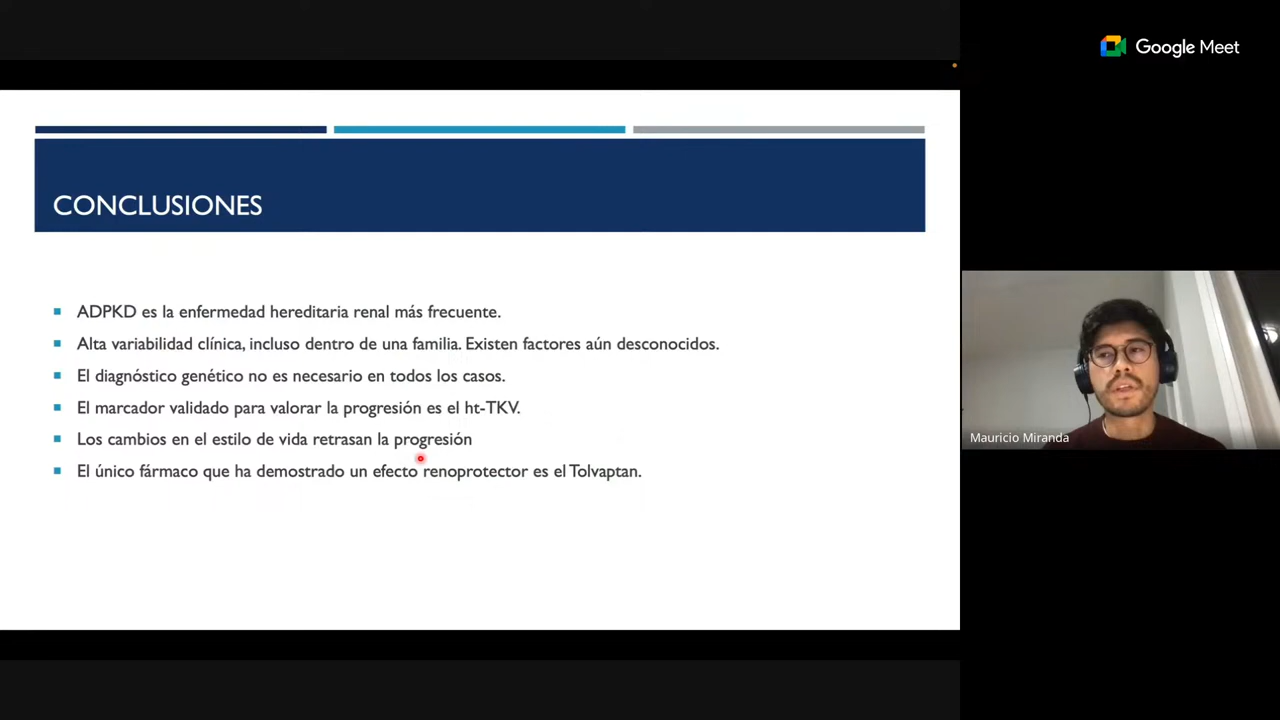 Google Meet
CONCLUSIONES
ADPKD es la enfermedad hereditaria renal más frecuente.
Alta variabilidad clínica, incluso dentro de una familia. Existen factores aún desconocidos.
El diagnóstico genético no es necesario en todos los casos.
El marcador validado para valorar la progresión es el ht-TKV.
Los cambios en el estilo de vida retrasan la progresión
El único fármaco que ha demostrado un efecto renoprotector es el Tolvaptan.
Mauricio Miranda